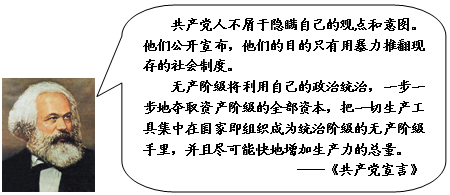 共产党人不屑于隐瞒自己的观点和意图。
他们公开宣布，他们的目的只有用暴力推翻现
存的社会制度。
无产阶级将利用自己的政治统治，一步一
步地夺取资产阶级的全部资本，把一切生产工
具集中在国家即组织成为统治阶级的无产阶级
手里，并且尽可能快地增加生产力的总量。
——《共产党宣言》